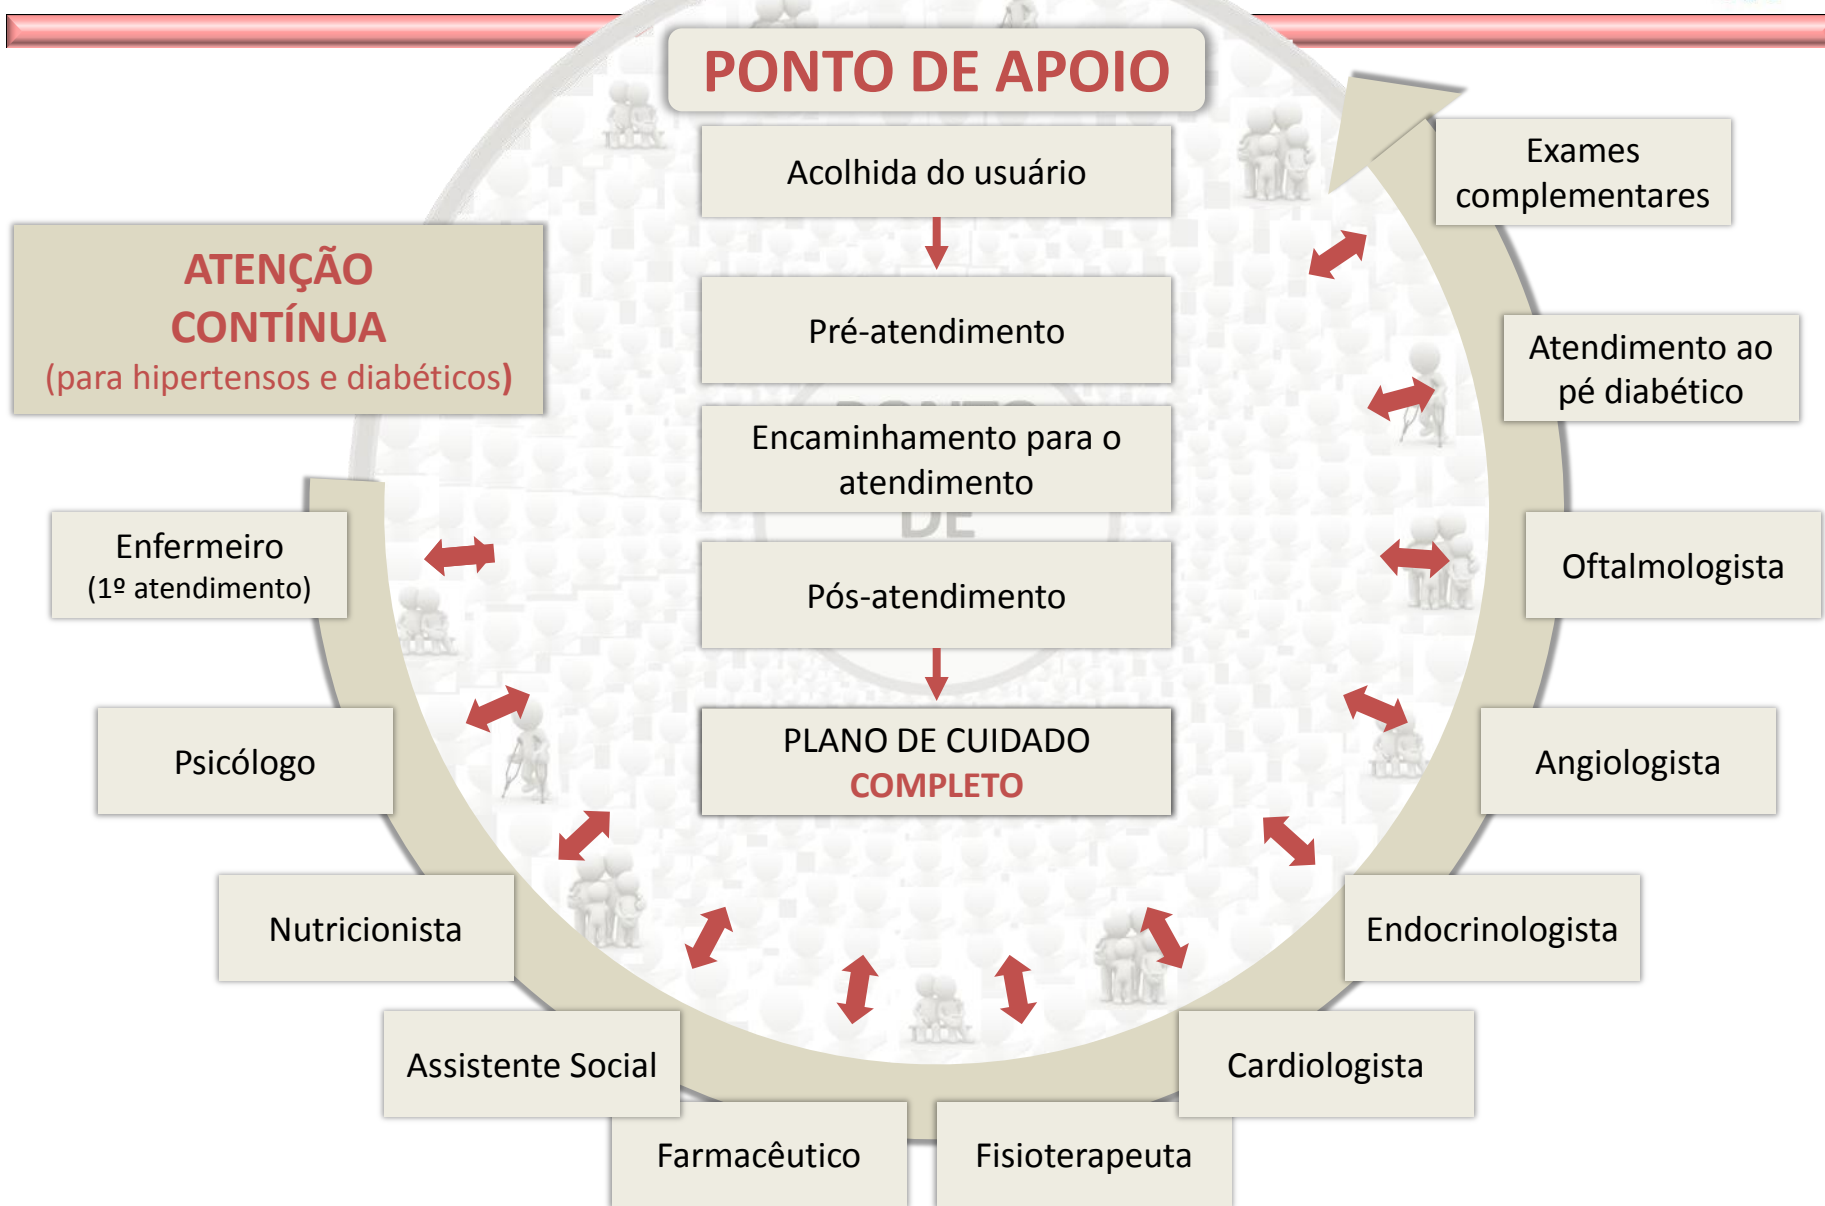 PONTO DE APOIO
Acolhida do usuário
Pré-atendimento
PONTO
Encaminhamento para o
atendimento
DE
Pós-atendimento
PLANO DE CUIDADO
COMPLETO
ATENÇÃO
CONTÍNUA
(para hipertensos e diabéticos)
Enfermeiro
(1º atendimento)
Psicólogo
Nutricionista
Assistente Social
Farmacêutico
Fisioterapeuta
Cardiologista
Endocrinologista
Angiologista
Oftalmologista
Atendimento ao
pé diabético
Exames
complementares